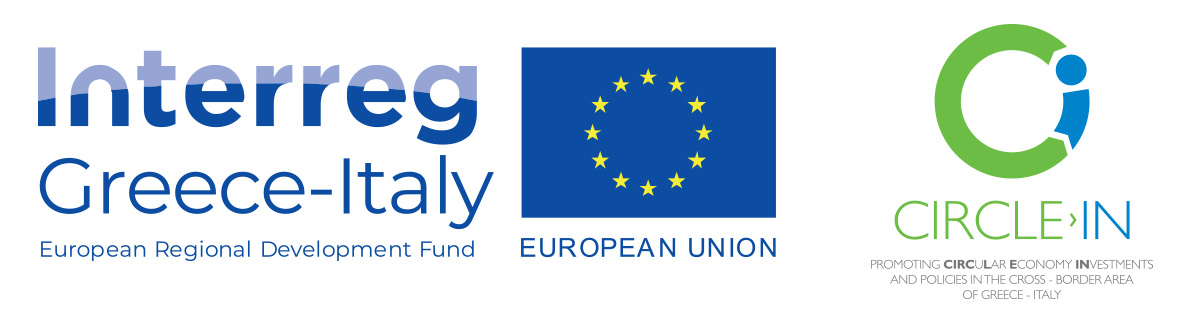 Interreg
Greece-Italy
European Regional Development Fund
EUROPEAN UNION
CIRCLE›IN
PROMOTING CIRCULAR ECONOMY INVESTMENTS
AND POLICIES IN THE CROSS - BORDER AREA
OF GREECE - ITALY